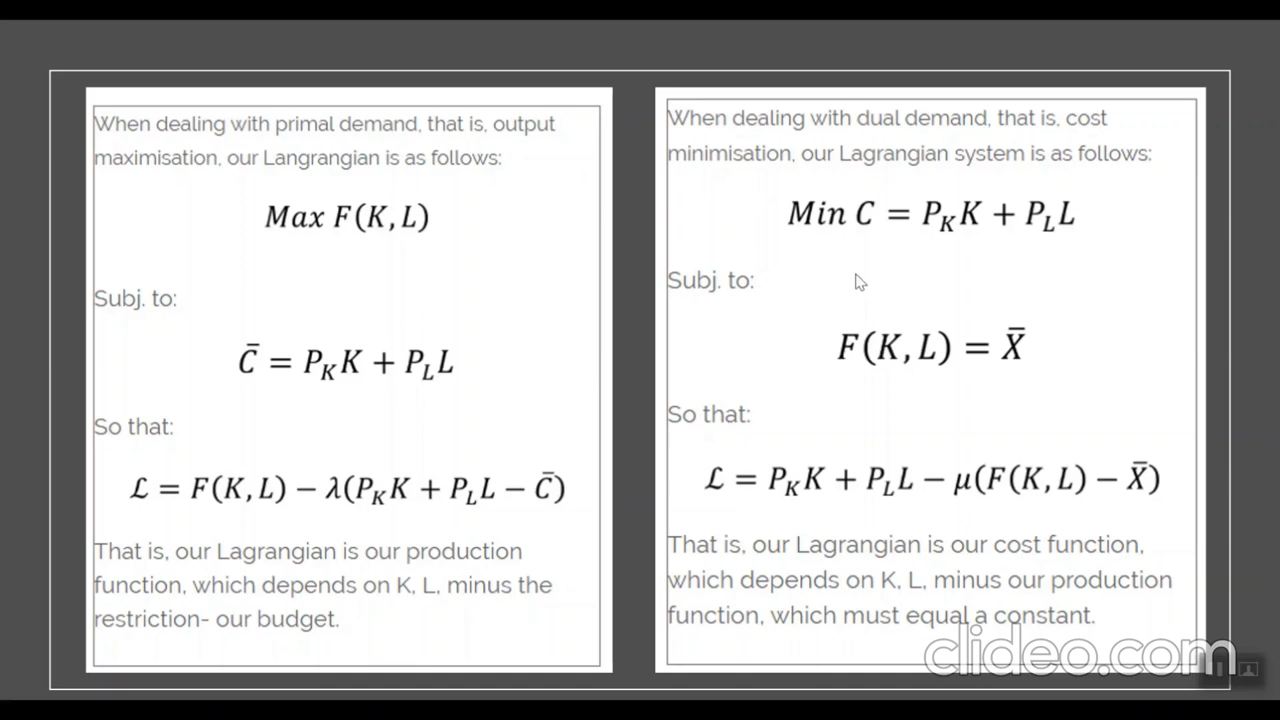 When dealing with primal demand, that is, output
maximisation, our Langrangian is as follows:
Max F(K, L)
Subj. to:
C̄ = P_K K + P_L L
So that:
ℒ = F(K, L) − λ(P_K K + P_L L − C̄)
That is, our Lagrangian is our production
function, which depends on K, L, minus the
restriction- our budget.
When dealing with dual demand, that is, cost
minimisation, our Lagrangian system is as follows:
Min C = P_K K + P_L L
Subj. to:
F(K, L) = X̄
So that:
ℒ = P_K K + P_L L − μ(F(K, L) − X̄)
That is, our Lagrangian is our cost function,
which depends on K, L, minus our production
function, which must equal a constant.
clideo.com